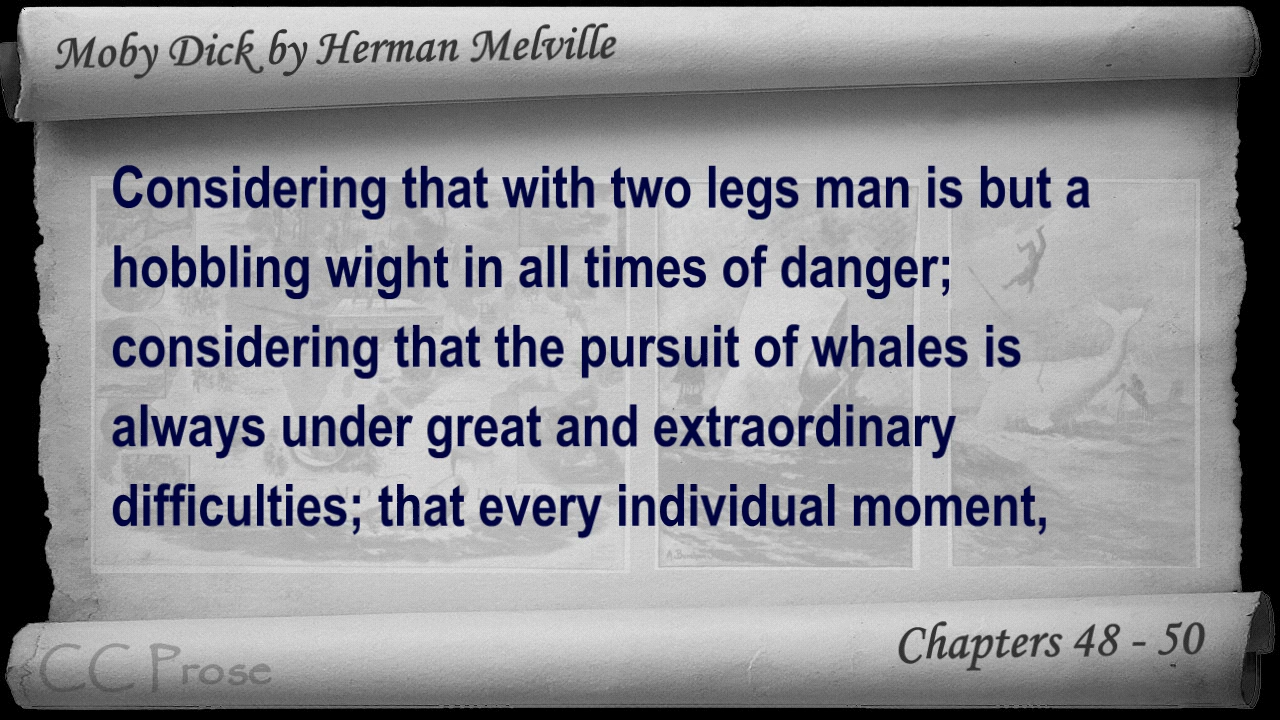 Moby Dick by Herman Melville
Considering that with two legs man is but a
hobbling wight in all times of danger;
considering that the pursuit of whales is
always under great and extraordinary
difficulties; that every individual moment,
Chapters 48 - 50
CC Prose